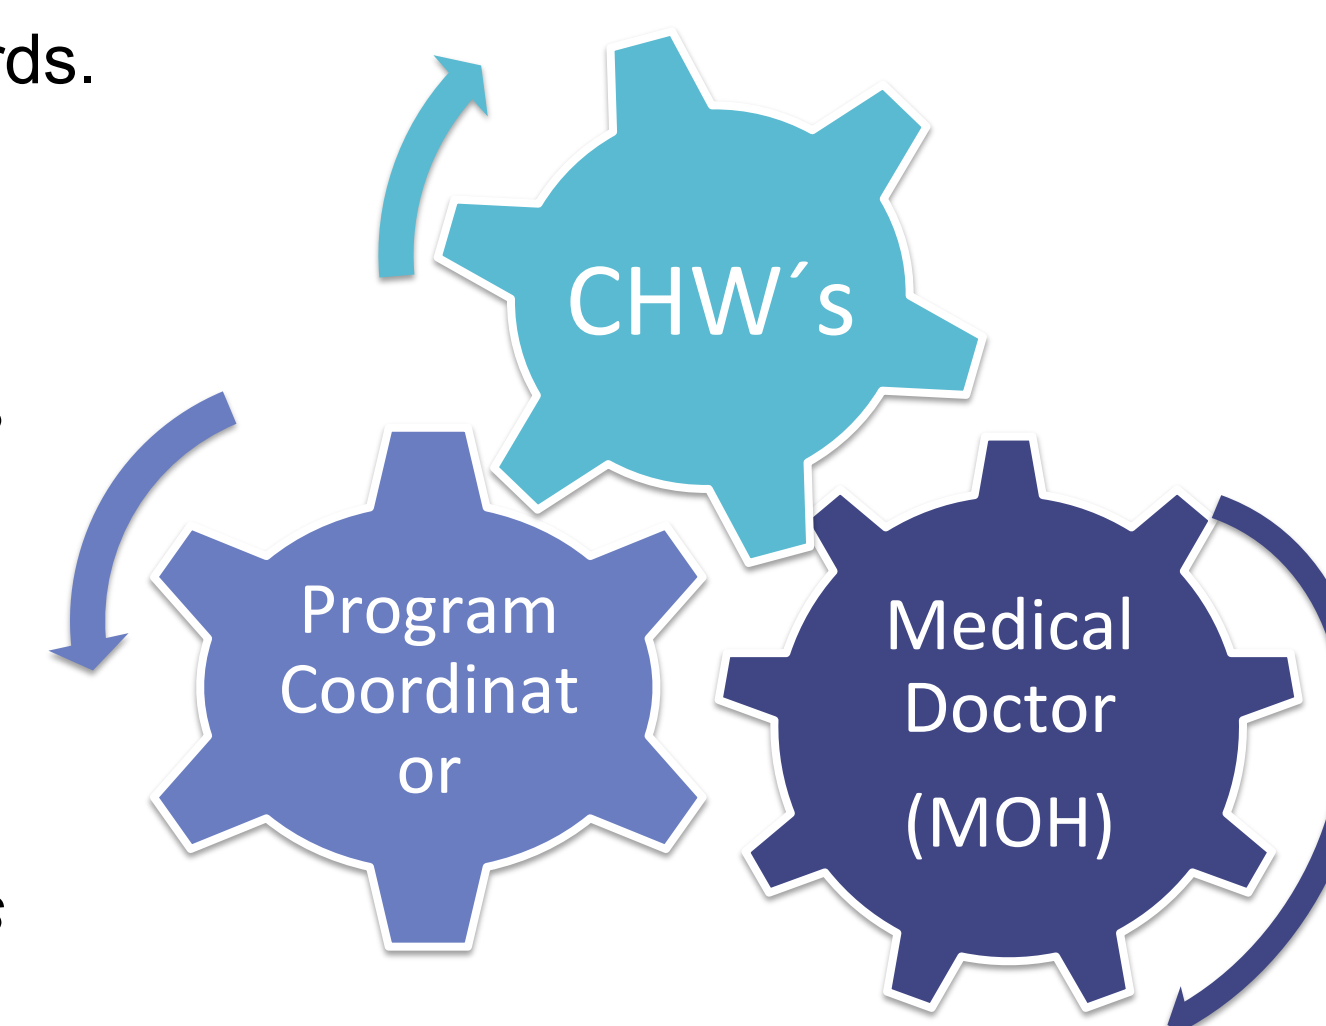 rds.
CHW´s
Program
Coordinat
or
Medical
Doctor
(MOH)
s